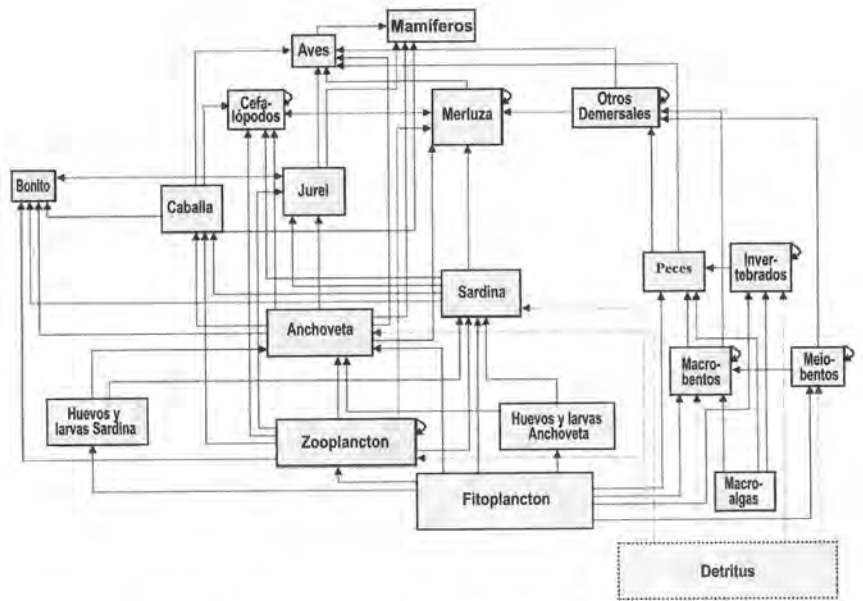 Mamíferos
Aves
Cefa-
lópodos
Merluza
Otros
Demersales
Bonito
Caballa
Jurel
Peces
Inver-
tebrados
Sardina
Anchoveta
Macro-
bentos
Meio-
bentos
Huevos y
larvas Sardina
Huevos y larvas
Anchoveta
Zooplancton
Fitoplancton
Macro-
algas
Detritus